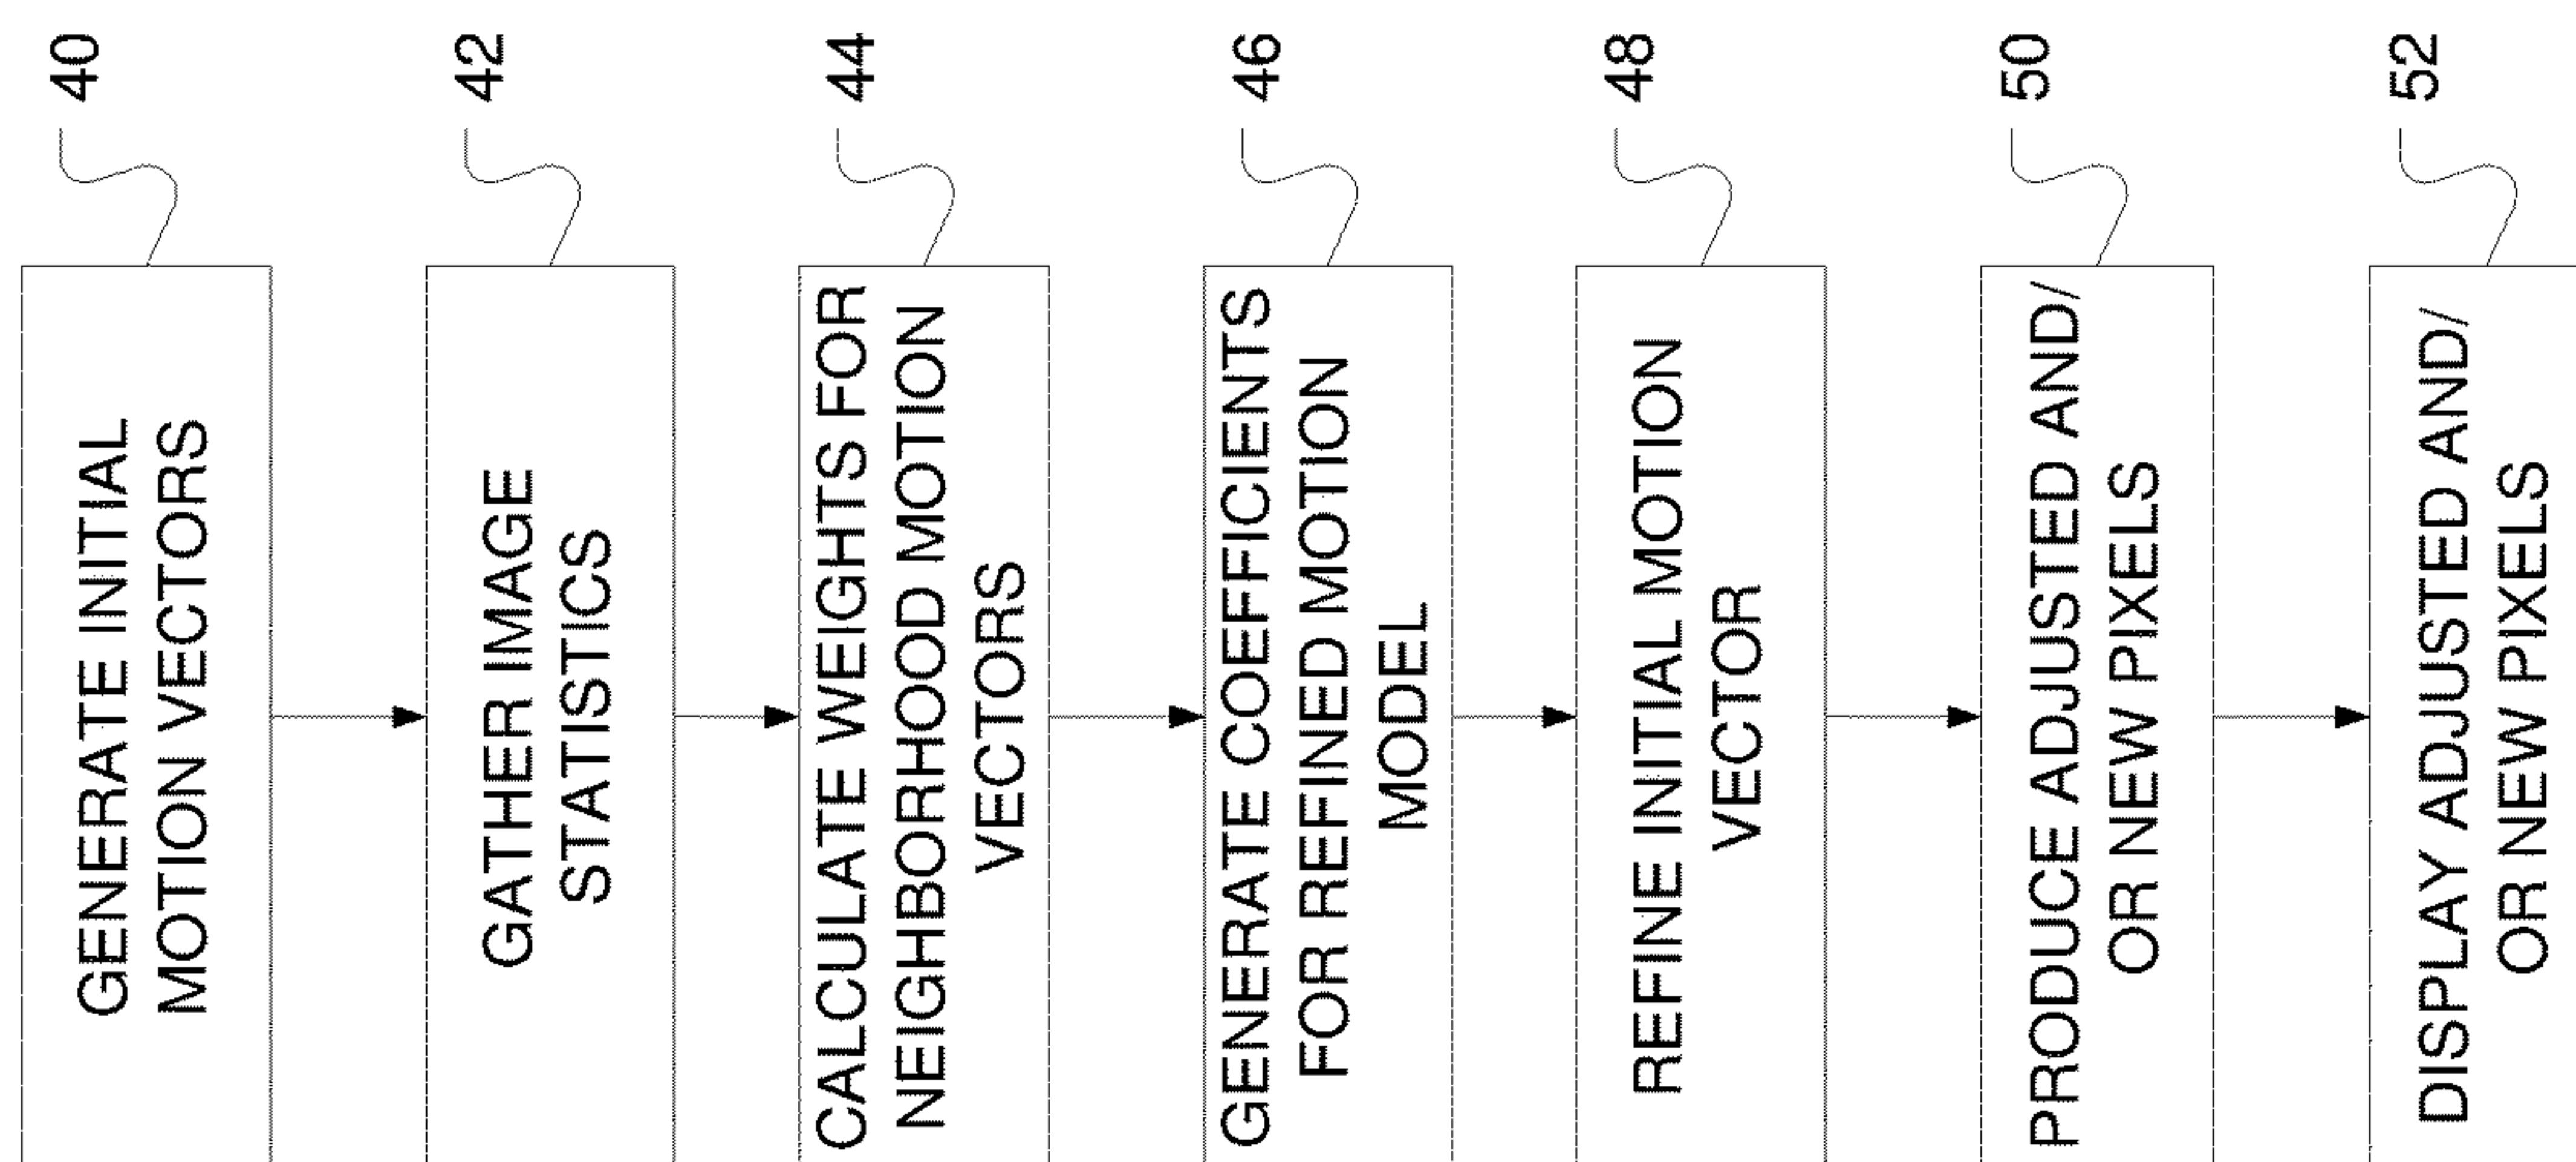 40
GENERATE INITIAL
MOTION VECTORS
42
GATHER IMAGE
STATISTICS
44
CALCULATE WEIGHTS FOR
NEIGHBORHOOD MOTION
VECTORS
46
GENERATE COEFFICIENTS
FOR REFINED MOTION
MODEL
48
REFINE INITIAL MOTION
VECTOR
50
PRODUCE ADJUSTED AND/
OR NEW PIXELS
52
DISPLAY ADJUSTED AND/
OR NEW PIXELS